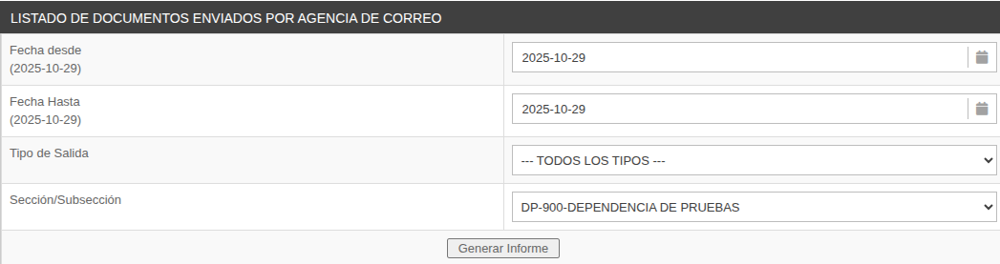 LISTADO DE DOCUMENTOS ENVIADOS POR AGENCIA DE CORREO
Fecha desde
(2025-10-29)
2025-10-29
Fecha Hasta
(2025-10-29)
2025-10-29
Tipo de Salida
--- TODOS LOS TIPOS ---
Sección/Subsección
DP-900-DEPENDENCIA DE PRUEBAS
Generar Informe